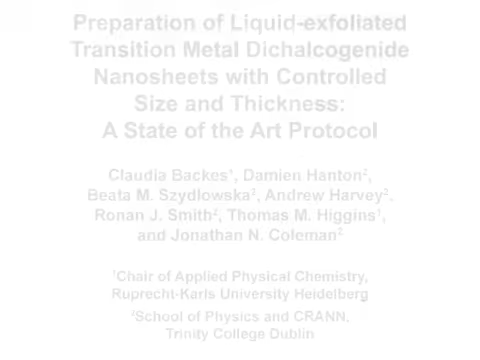 Preparation of Liquid-exfoliated
Transition Metal Dichalcogenide
Nanosheets with Controlled
Size and Thickness:
A State of the Art Protocol
Claudia Backes¹, Damien Hanton²,
Beata M. Szydlowska², Andrew Harvey²,
Ronan J. Smith², Thomas M. Higgins¹,
and Jonathan N. Coleman²
¹Chair of Applied Physical Chemistry,
Ruprecht-Karls University Heidelberg
²School of Physics and CRANN,
Trinity College Dublin